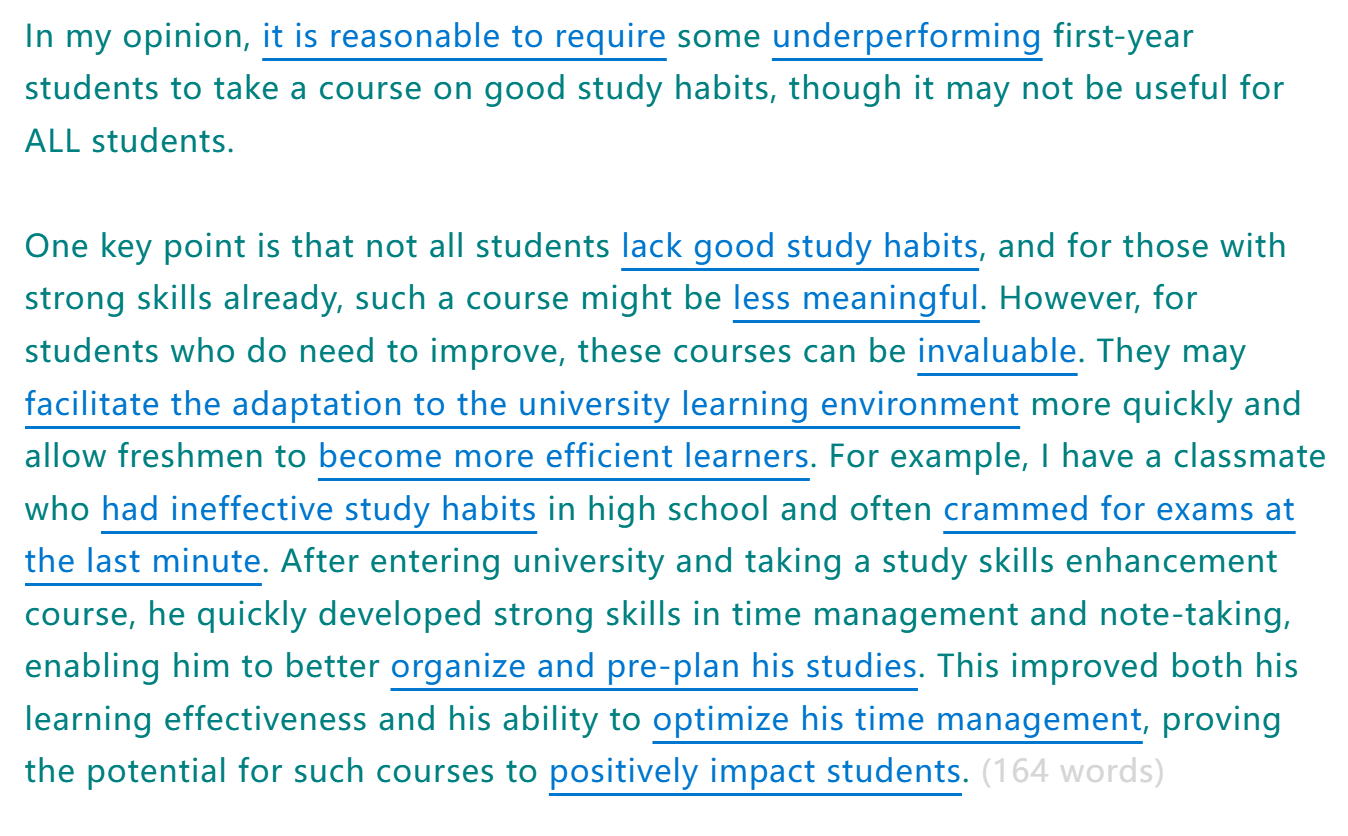 In my opinion, it is reasonable to require some underperforming first-year
students to take a course on good study habits, though it may not be useful for
ALL students.
One key point is that not all students lack good study habits, and for those with
strong skills already, such a course might be less meaningful. However, for
students who do need to improve, these courses can be invaluable. They may
facilitate the adaptation to the university learning environment more quickly and
allow freshmen to become more efficient learners. For example, I have a classmate
who had ineffective study habits in high school and often crammed for exams at
the last minute. After entering university and taking a study skills enhancement
course, he quickly developed strong skills in time management and note-taking,
enabling him to better organize and pre-plan his studies. This improved both his
learning effectiveness and his ability to optimize his time management, proving
the potential for such courses to positively impact students. (164 words)